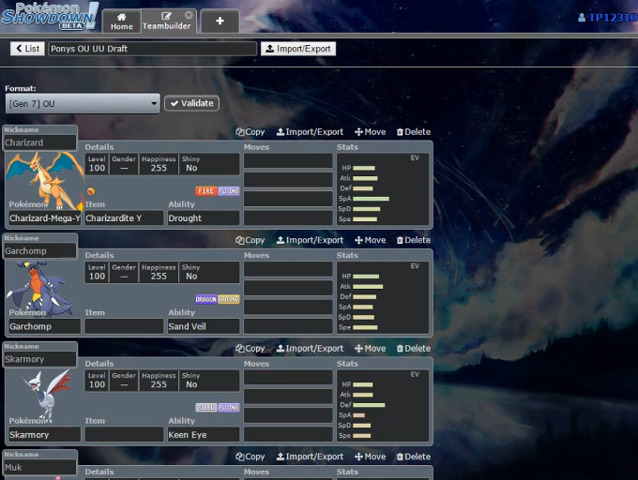 Pokémon
SHOWDOWN!
BETA
Home
Teambuilder
+
TP12310
List
Ponys OU UU Draft
Import/Export
Format:
[Gen 7] OU
Validate
Copy Import/Export Move Delete
Nickname
Charizard
Details
Moves
Stats
Level Gender Happiness Shiny
100 — 255 No
EV
HP
Atk
Def
SpA
SpD
Spe
FIRE FLYING
Pokémon Item Ability
Charizard-Mega-Y Charizardite Y Drought
Copy Import/Export Move Delete
Nickname
Garchomp
Details
Moves
Stats
Level Gender Happiness Shiny
100 — 255 No
EV
HP
Atk
Def
SpA
SpD
Spe
DRAGON GROUND
Pokémon Item Ability
Garchomp Sand Veil
Copy Import/Export Move Delete
Nickname
Skarmory
Details
Moves
Stats
Level Gender Happiness Shiny
100 — 255 No
EV
HP
Atk
Def
SpA
SpD
Spe
STEEL FLYING
Pokémon Item Ability
Skarmory Keen Eye
Copy Import/Export Move Delete
Nickname
Muk
Details
Moves
Stats